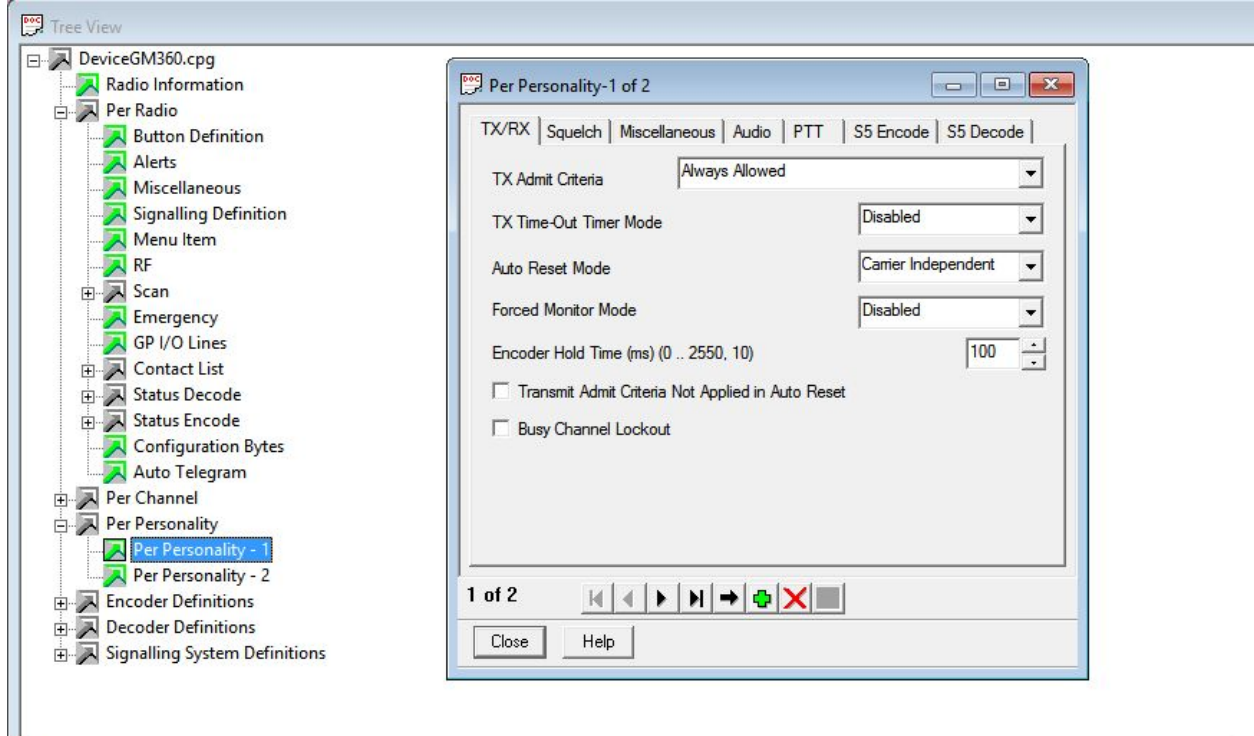 Tree View
DeviceGM360.cpg
Radio Information
Per Radio
Button Definition
Alerts
Miscellaneous
Signalling Definition
Menu Item
RF
Scan
Emergency
GP I/O Lines
Contact List
Status Decode
Status Encode
Configuration Bytes
Auto Telegram
Per Channel
Per Personality
Per Personality - 1
Per Personality - 2
Encoder Definitions
Decoder Definitions
Signalling System Definitions
Per Personality-1 of 2
TX/RX Squelch Miscellaneous Audio PTT S5 Encode S5 Decode
TX Admit Criteria Always Allowed
TX Time-Out Timer Mode Disabled
Auto Reset Mode Carrier Independent
Forced Monitor Mode Disabled
Encoder Hold Time (ms) (0 .. 2550, 10) 100
Transmit Admit Criteria Not Applied in Auto Reset
Busy Channel Lockout
1 of 2
Close Help